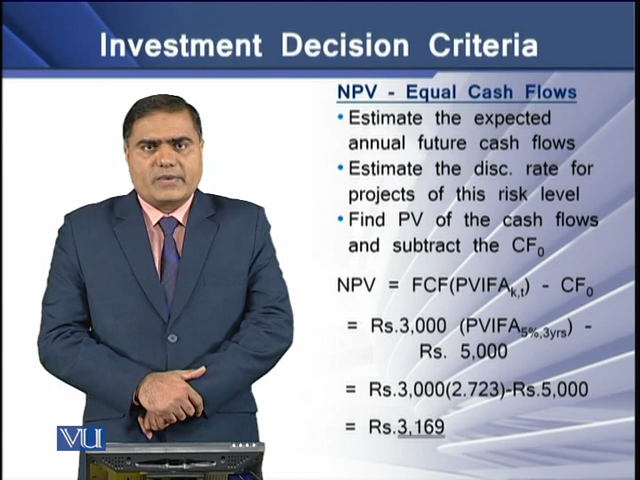 Investment Decision Criteria
NPV - Equal Cash Flows
• Estimate the expected
annual future cash flows
• Estimate the disc. rate for
projects of this risk level
• Find PV of the cash flows
and subtract the CF0
NPV = FCF(PVIFAk,t) - CF0
= Rs.3,000 (PVIFA5%,3yrs) -
Rs. 5,000
= Rs.3,000(2.723)-Rs.5,000
= Rs.3,169
VU